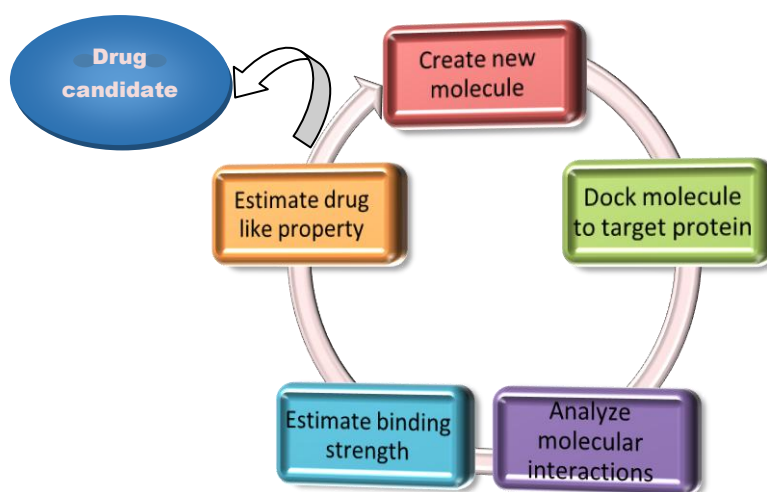 Drug
candidate
Create new
molecule
Dock molecule
to target protein
Analyze
molecular
interactions
Estimate binding
strength
Estimate drug
like property